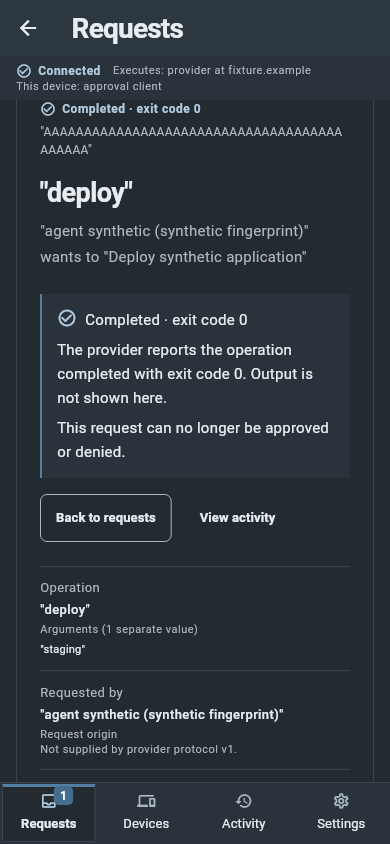 Requests
Connected Executes: provider at fixture.example
This device: approval client
Completed · exit code 0
"AAAAAAAAAAAAAAAAAAAAAAAAAAAAAAAAAAAAA
AAAAAA"
"deploy"
"agent synthetic (synthetic fingerprint)"
wants to "Deploy synthetic application"
Completed · exit code 0
The provider reports the operation
completed with exit code 0. Output is
not shown here.
This request can no longer be approved
or denied.
Back to requests View activity
Operation
"deploy"
Arguments (1 separate value)
"staging"
Requested by
"agent synthetic (synthetic fingerprint)"
Request origin
Not supplied by provider protocol v1.
1
Requests Devices Activity Settings